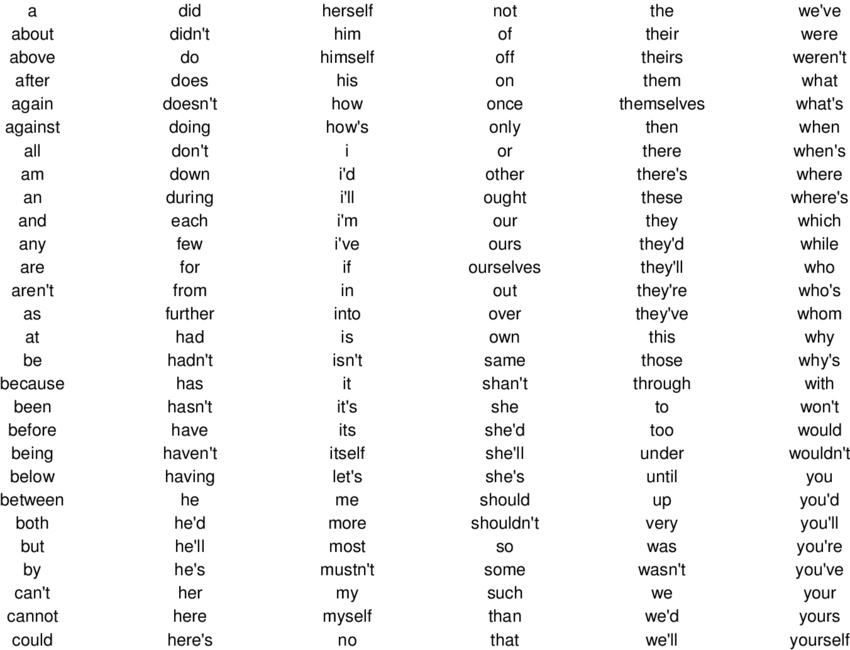 a did herself not the we've
about didn't him of their were
above do himself off theirs weren't
after does his on them what
again doesn't how once themselves what's
against doing how's only then when
all don't i or there when's
am down i'd other there's where
an during i'll ought these where's
and each i'm our they which
any few i've ours they'd while
are for if ourselves they'll who
aren't from in out they're who's
as further into over they've whom
at had is own this why
be hadn't isn't same those why's
because has it shan't through with
been hasn't it's she to won't
before have its she'd too would
being haven't itself she'll under wouldn't
below having let's she's until you
between he me should up you'd
both he'd more shouldn't very you'll
but he'll most so was you're
by he's mustn't some wasn't you've
can't her my such we your
cannot here myself than we'd yours
could here's no that we'll yourself